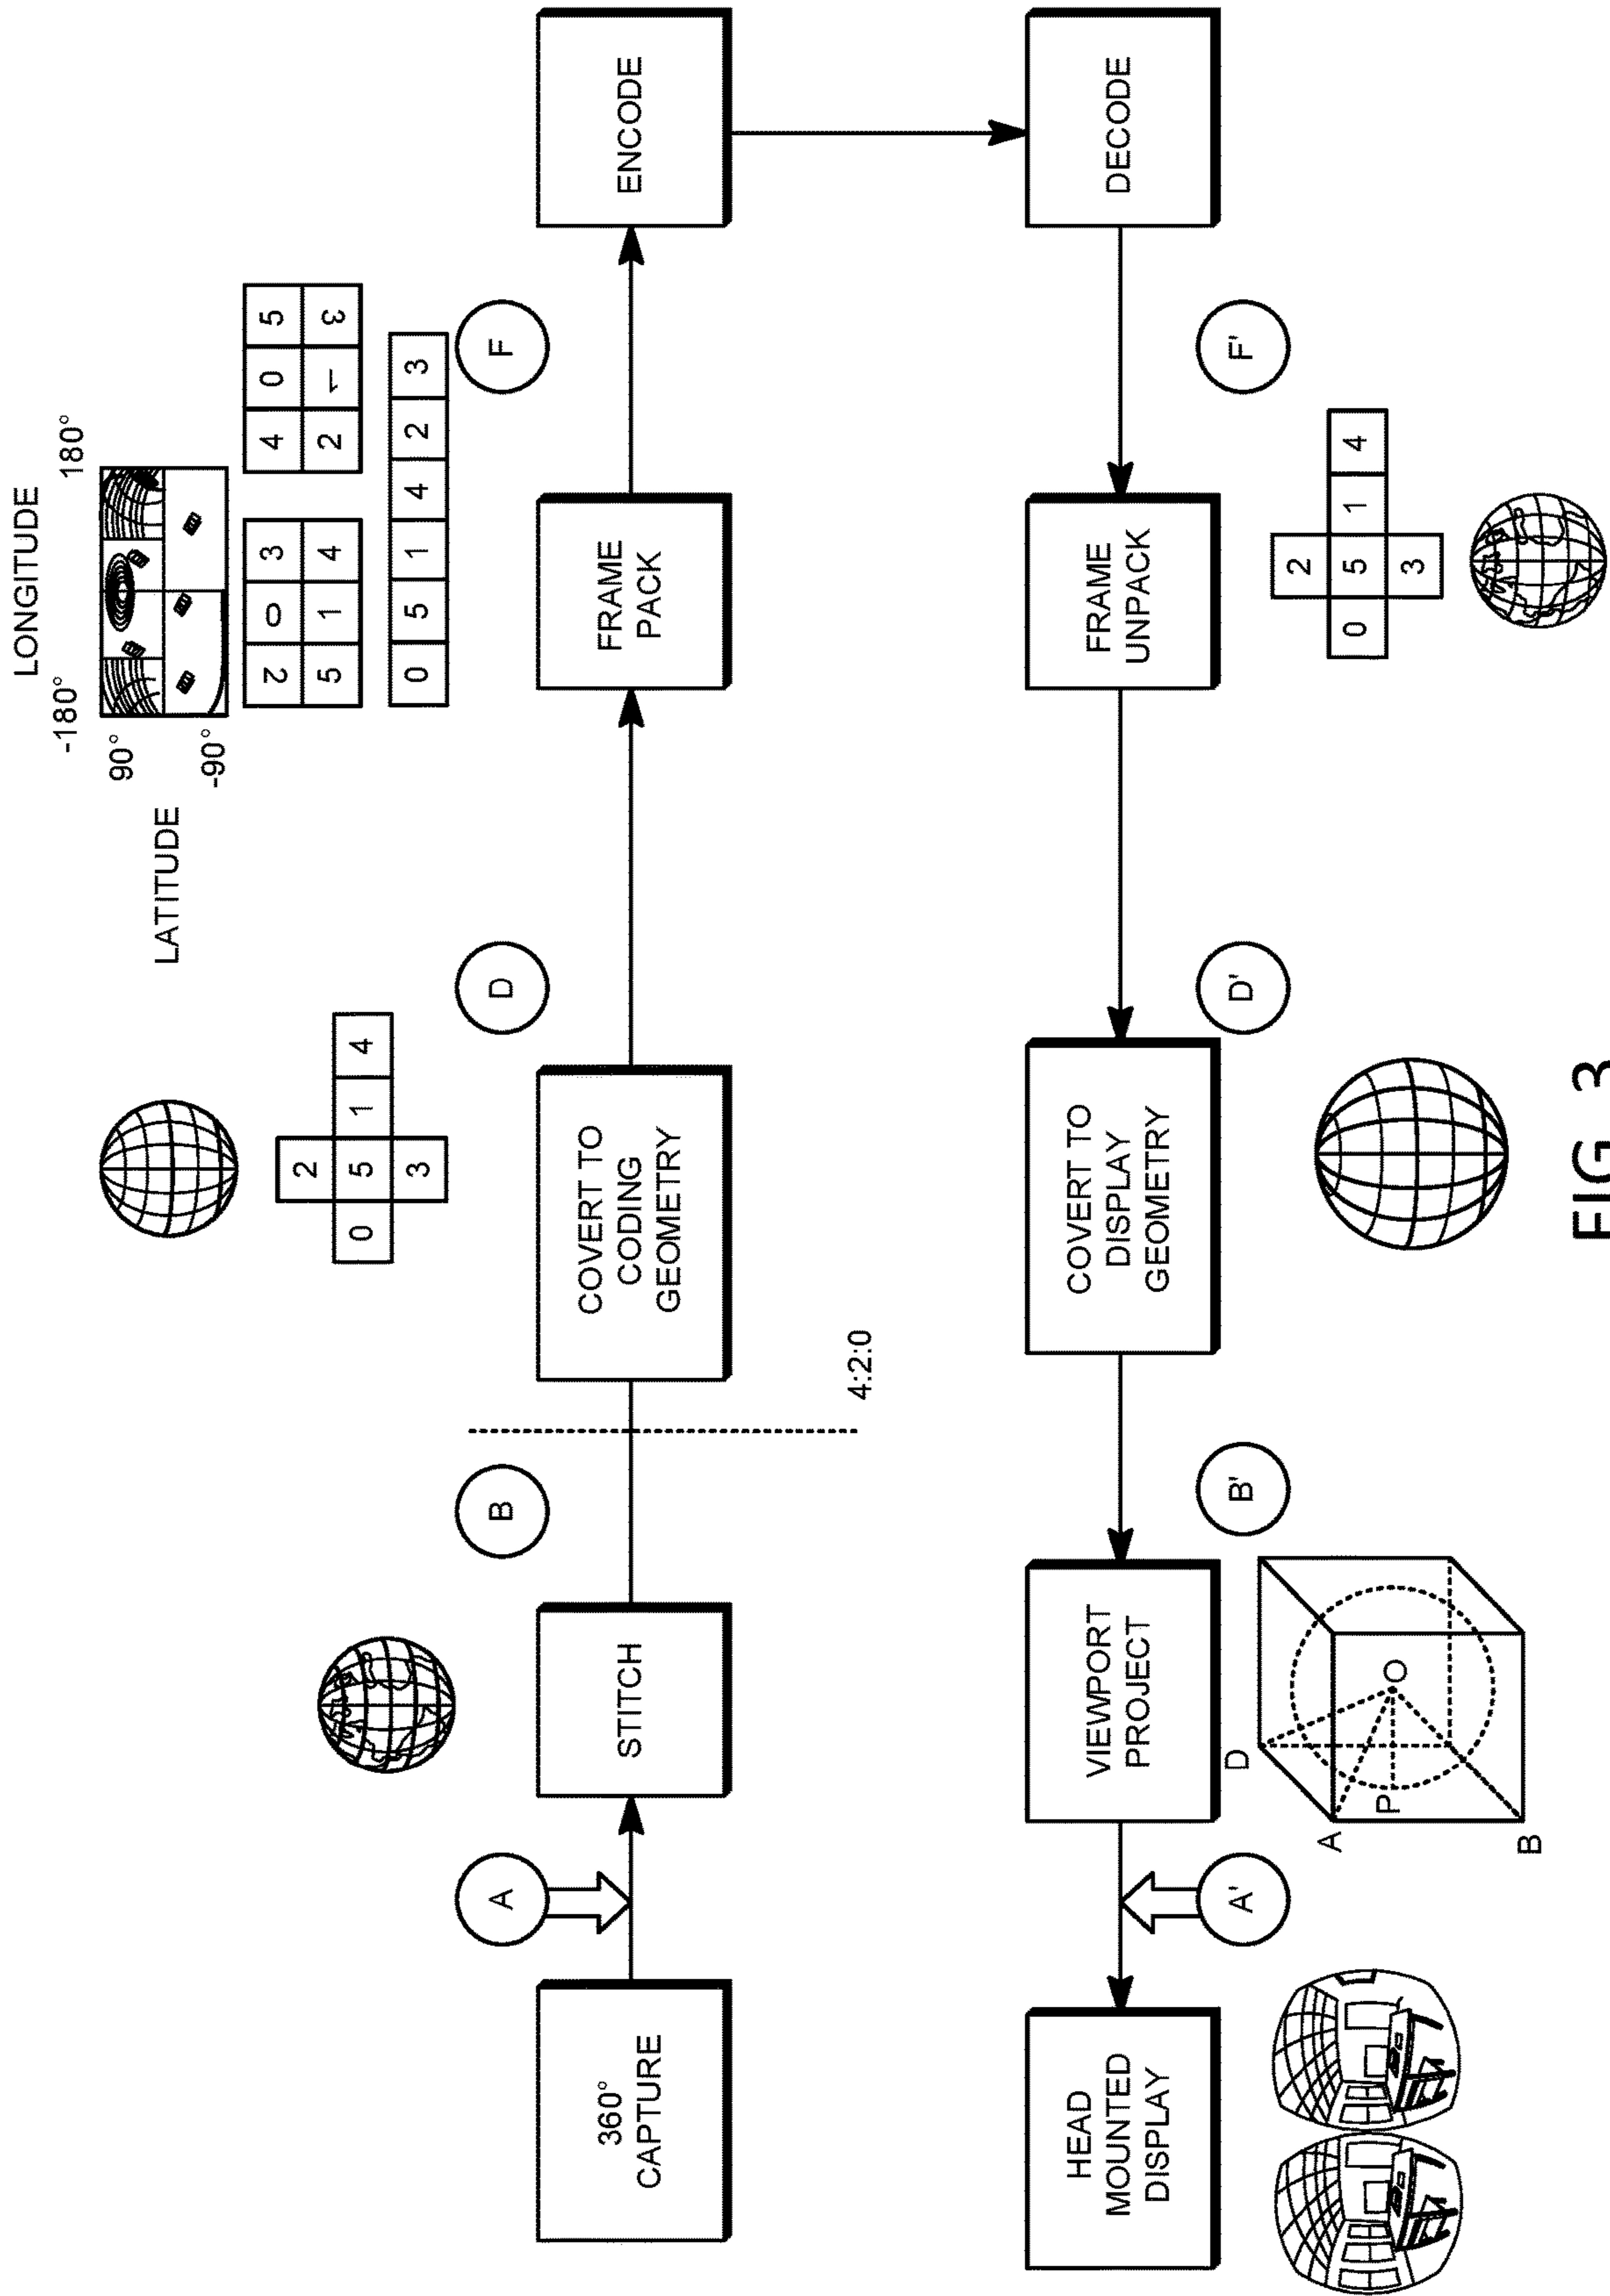 LONGITUDE
-180° 180°
90°
LATITUDE
-90°
2
0 5 1 4
3
2 0 3
5 1 4
4 0 5
2 1 3
0 5 1 4 2 3
A
B
D
F
360°
CAPTURE
STITCH
COVERT TO
CODING
GEOMETRY
FRAME
PACK
ENCODE
4:2:0
HEAD
MOUNTED
DISPLAY
VIEWPORT
PROJECT
COVERT TO
DISPLAY
GEOMETRY
FRAME
UNPACK
DECODE
A'
B'
D'
F'
D
A
P
O
B
2
0 5 1 4
3
FIG. 3